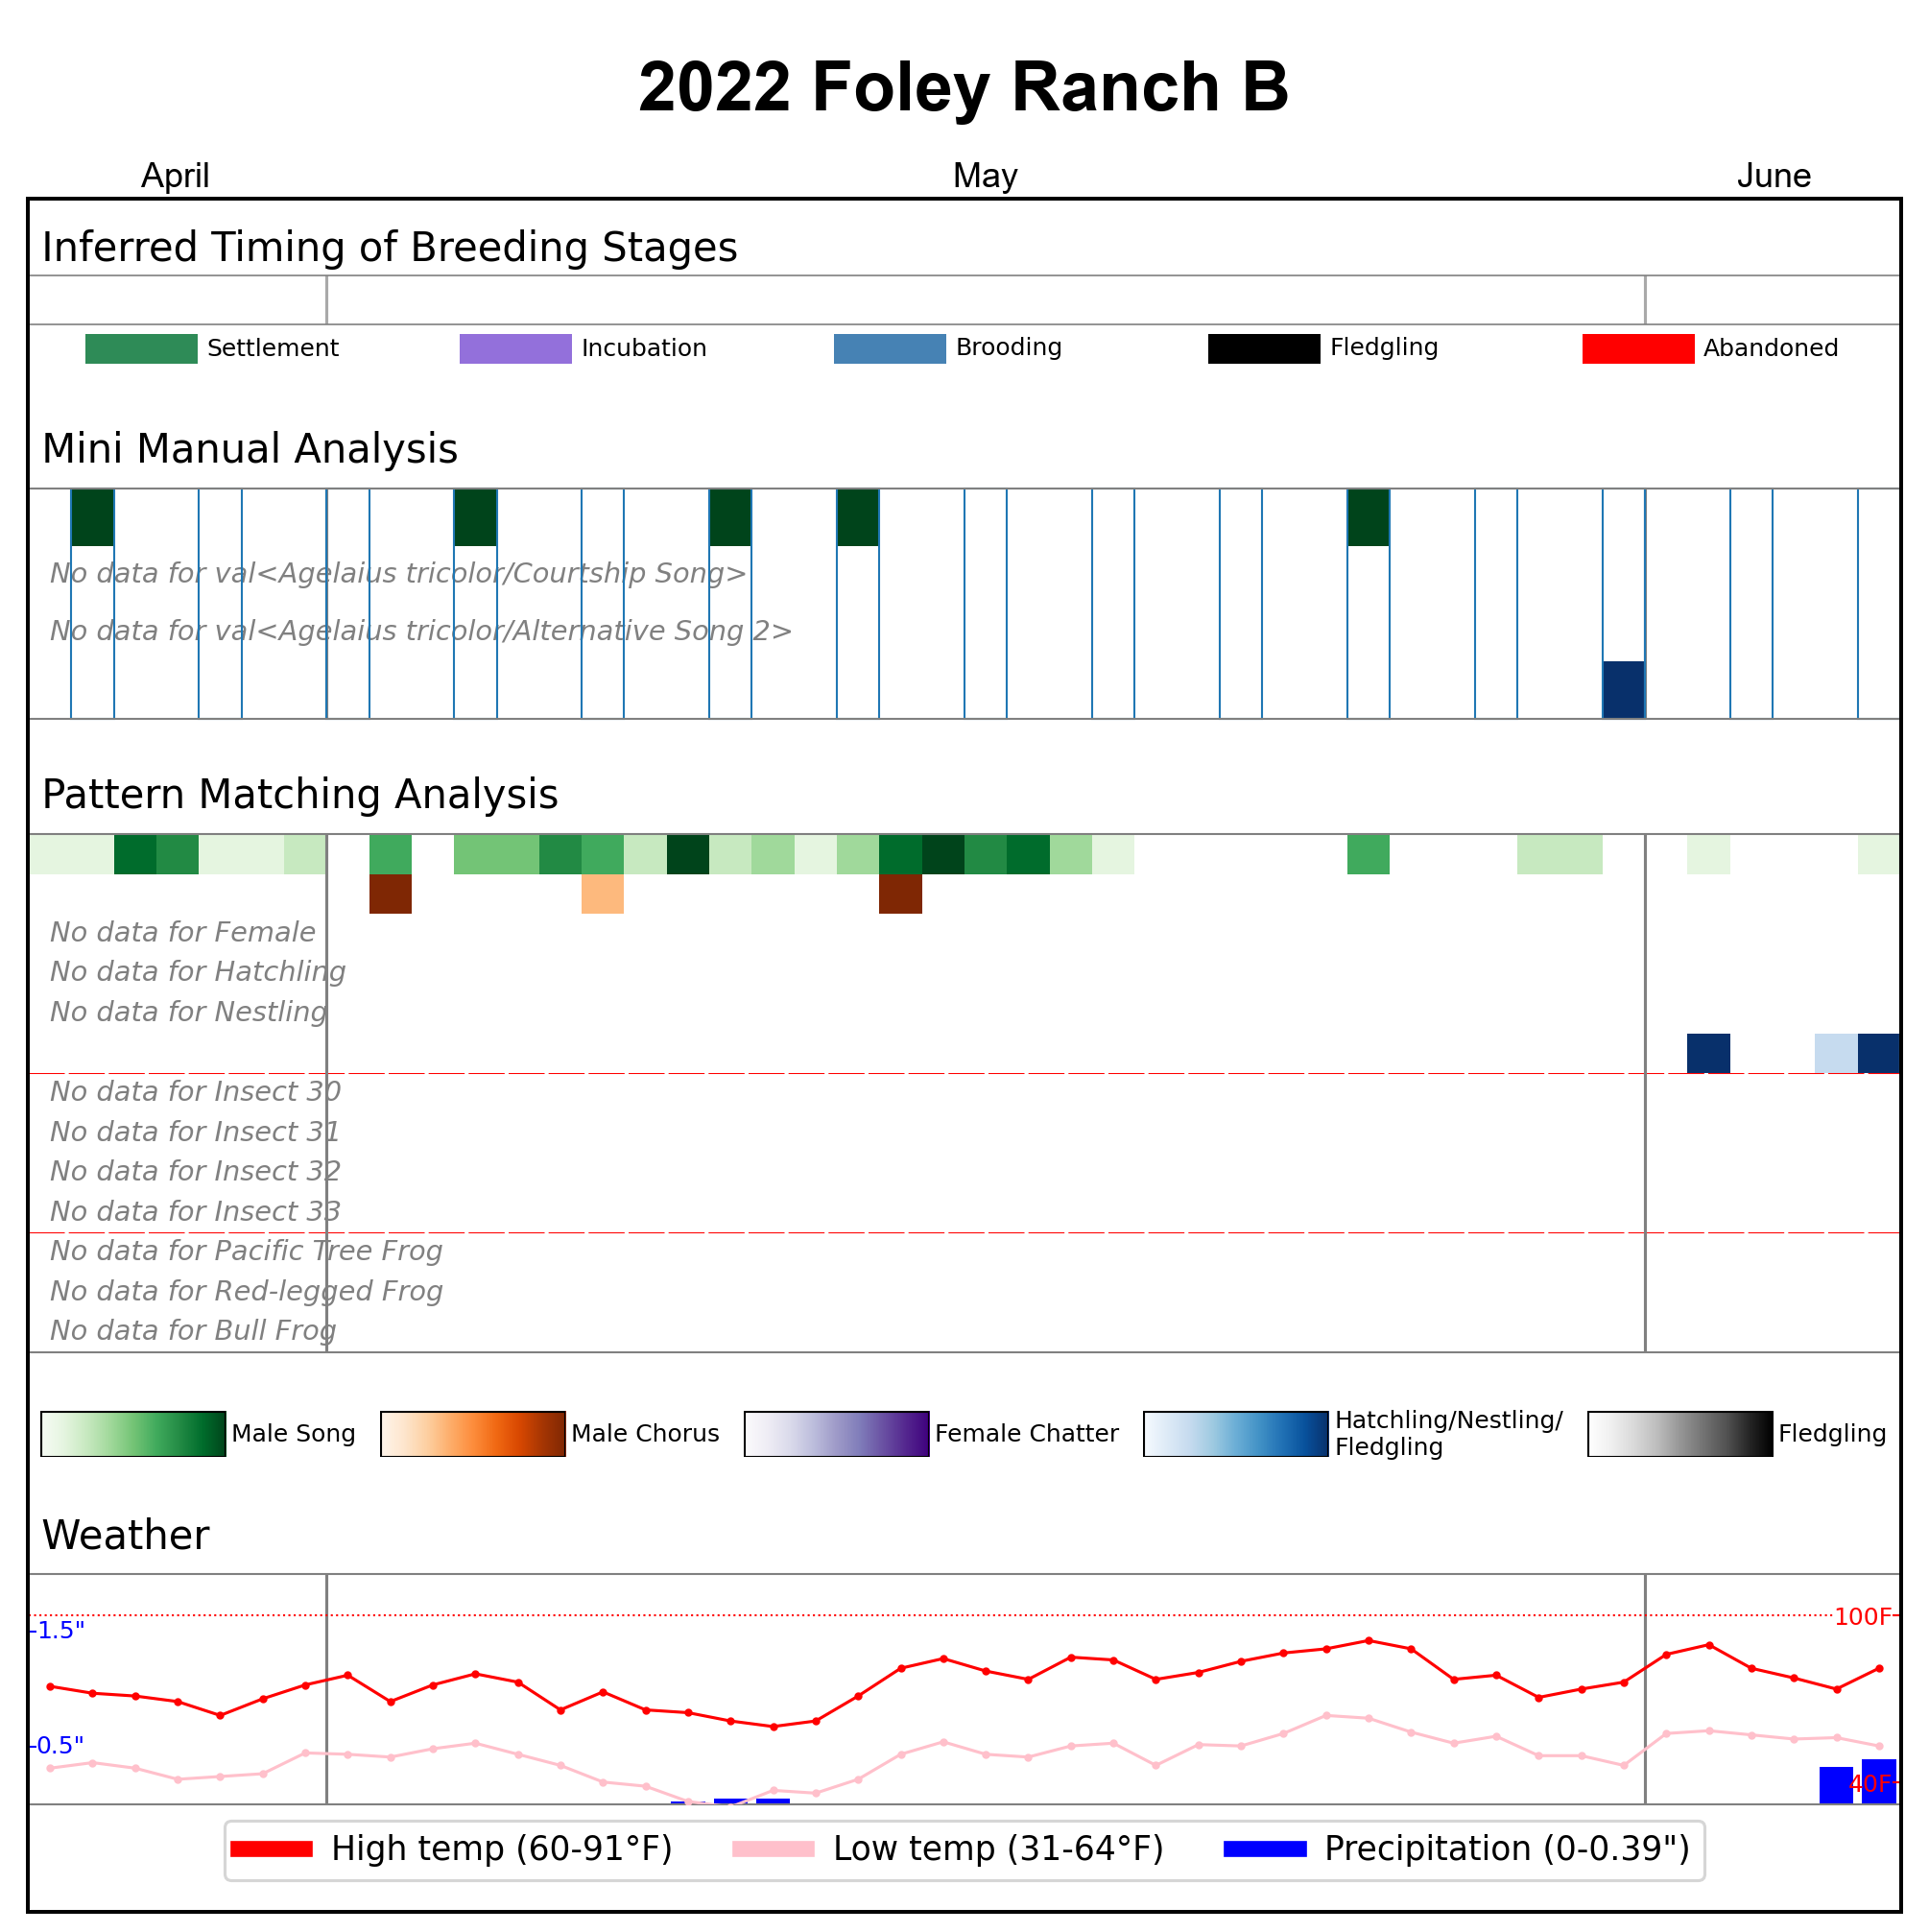 2022 Foley Ranch B
April May June
Inferred Timing of Breeding Stages
Settlement Incubation Brooding Fledgling Abandoned
Mini Manual Analysis
No data for val<Agelaius tricolor/Courtship Song>
No data for val<Agelaius tricolor/Alternative Song 2>
Pattern Matching Analysis
No data for Female
No data for Hatchling
No data for Nestling
No data for Insect 30
No data for Insect 31
No data for Insect 32
No data for Insect 33
No data for Pacific Tree Frog
No data for Red-legged Frog
No data for Bull Frog
Male Song Male Chorus Female Chatter Hatchling/Nestling/
Fledgling Fledgling
Weather
100F
1.5"
0.5"
40F
High temp (60-91°F) Low temp (31-64°F) Precipitation (0-0.39")